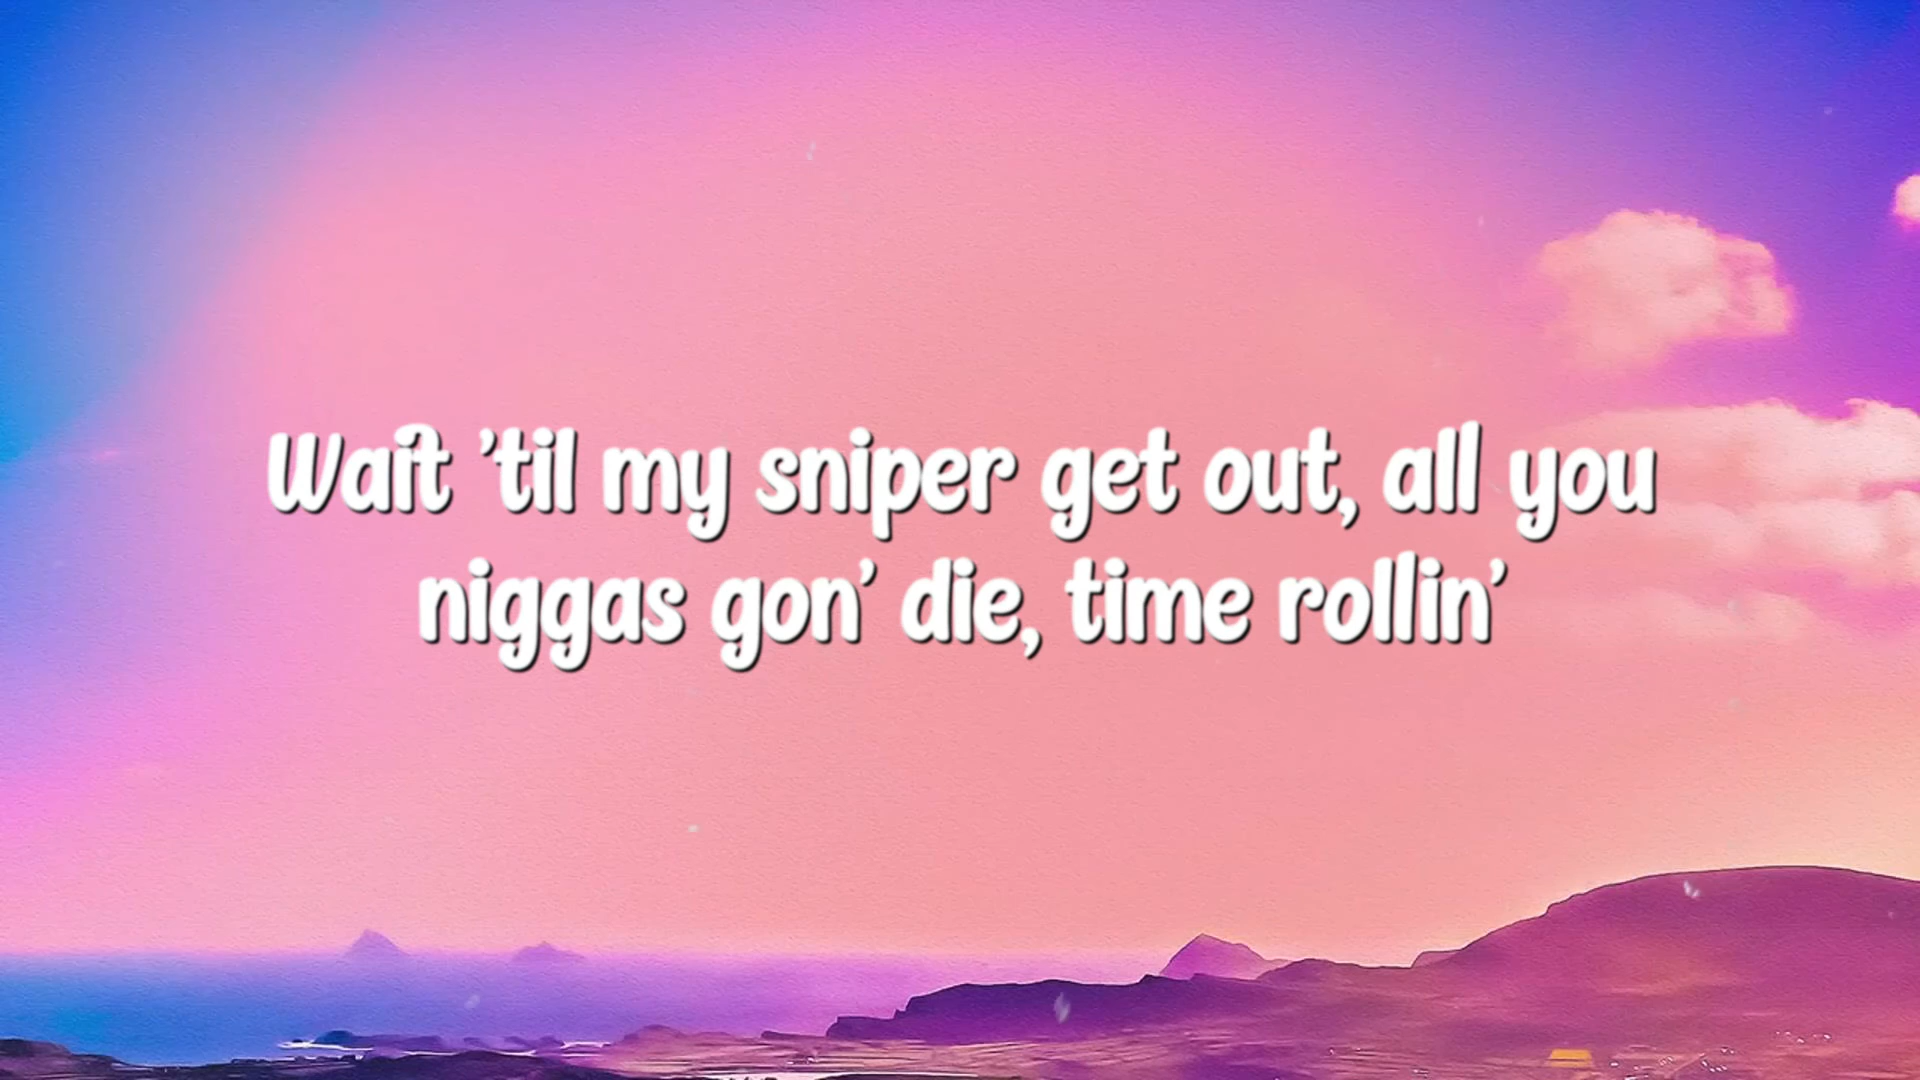 Wait 'til my sniper get out, all you
niggas gon' die, time rollin'